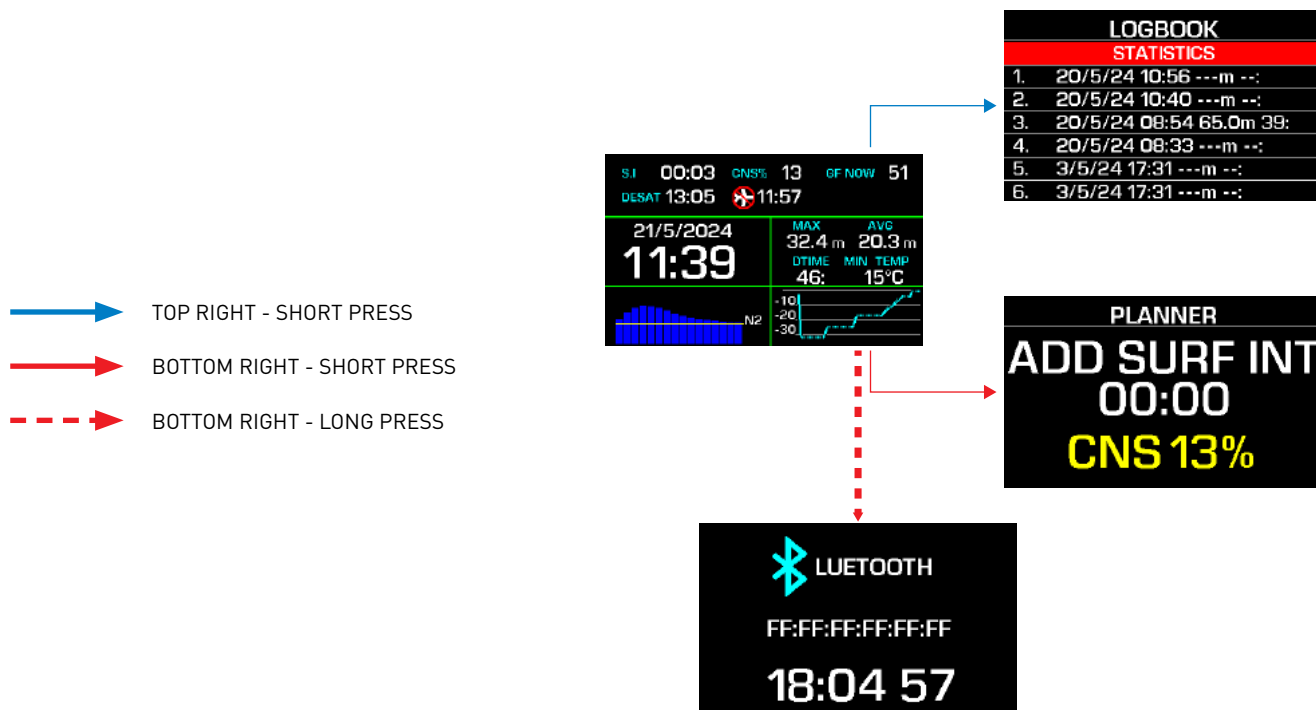 LOGBOOK
STATISTICS
1. 20/5/24 10:56 ---m --:
2. 20/5/24 10:40 ---m --:
3. 20/5/24 08:54 65.0m 39:
4. 20/5/24 08:33 ---m --:
5. 3/5/24 17:31 ---m --:
6. 3/5/24 17:31 ---m --:
S.I 00:03 CNS% 13 GF NOW 51
DESAT 13:05 11:57
21/5/2024
11:39
MAX AVG
32.4 m 20.3 m
DTIME MIN TEMP
46: 15°C
N2
-10
-20
-30
TOP RIGHT - SHORT PRESS
BOTTOM RIGHT - SHORT PRESS
BOTTOM RIGHT - LONG PRESS
PLANNER
ADD SURF INT
00:00
CNS 13%
LUETOOTH
FF:FF:FF:FF:FF:FF
18:04 57